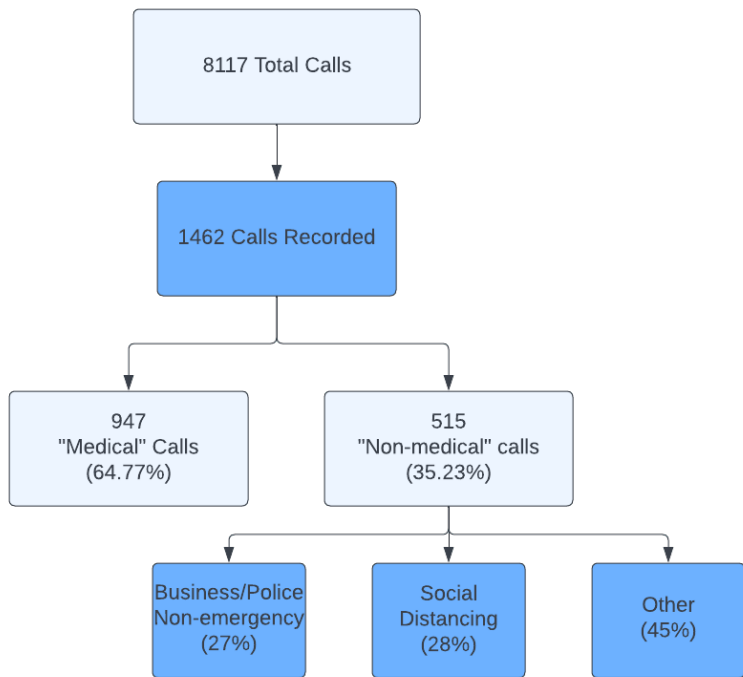 8117 Total Calls
1462 Calls Recorded
947
"Medical" Calls
(64.77%)
515
"Non-medical" calls
(35.23%)
Business/Police
Non-emergency
(27%)
Social
Distancing
(28%)
Other
(45%)